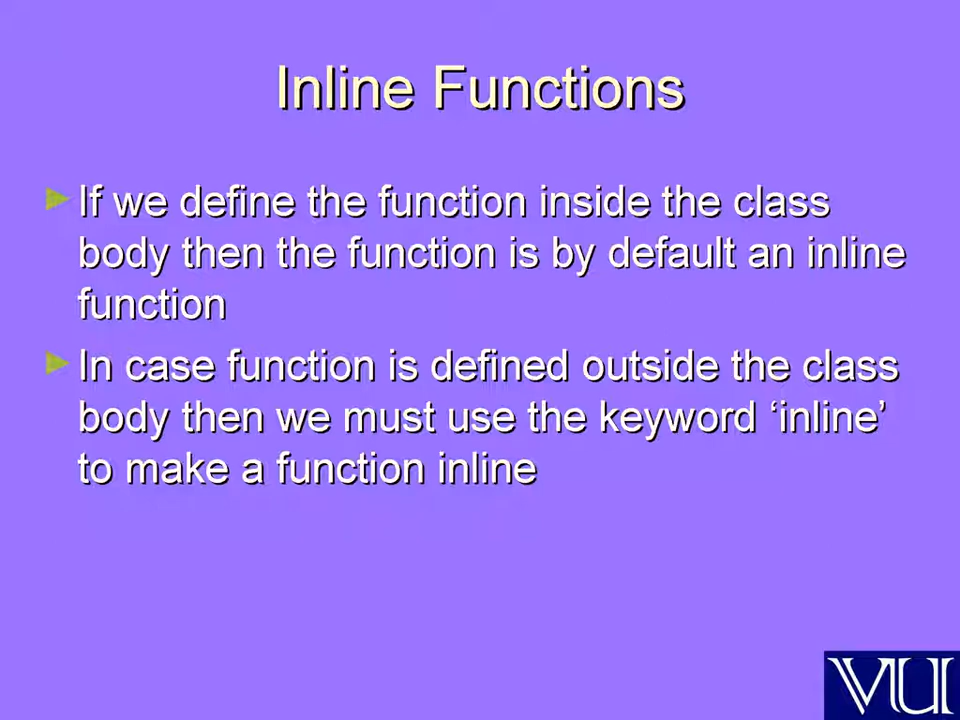 Inline Functions
► If we define the function inside the class
body then the function is by default an inline
function
► In case function is defined outside the class
body then we must use the keyword ‘inline’
to make a function inline
VU